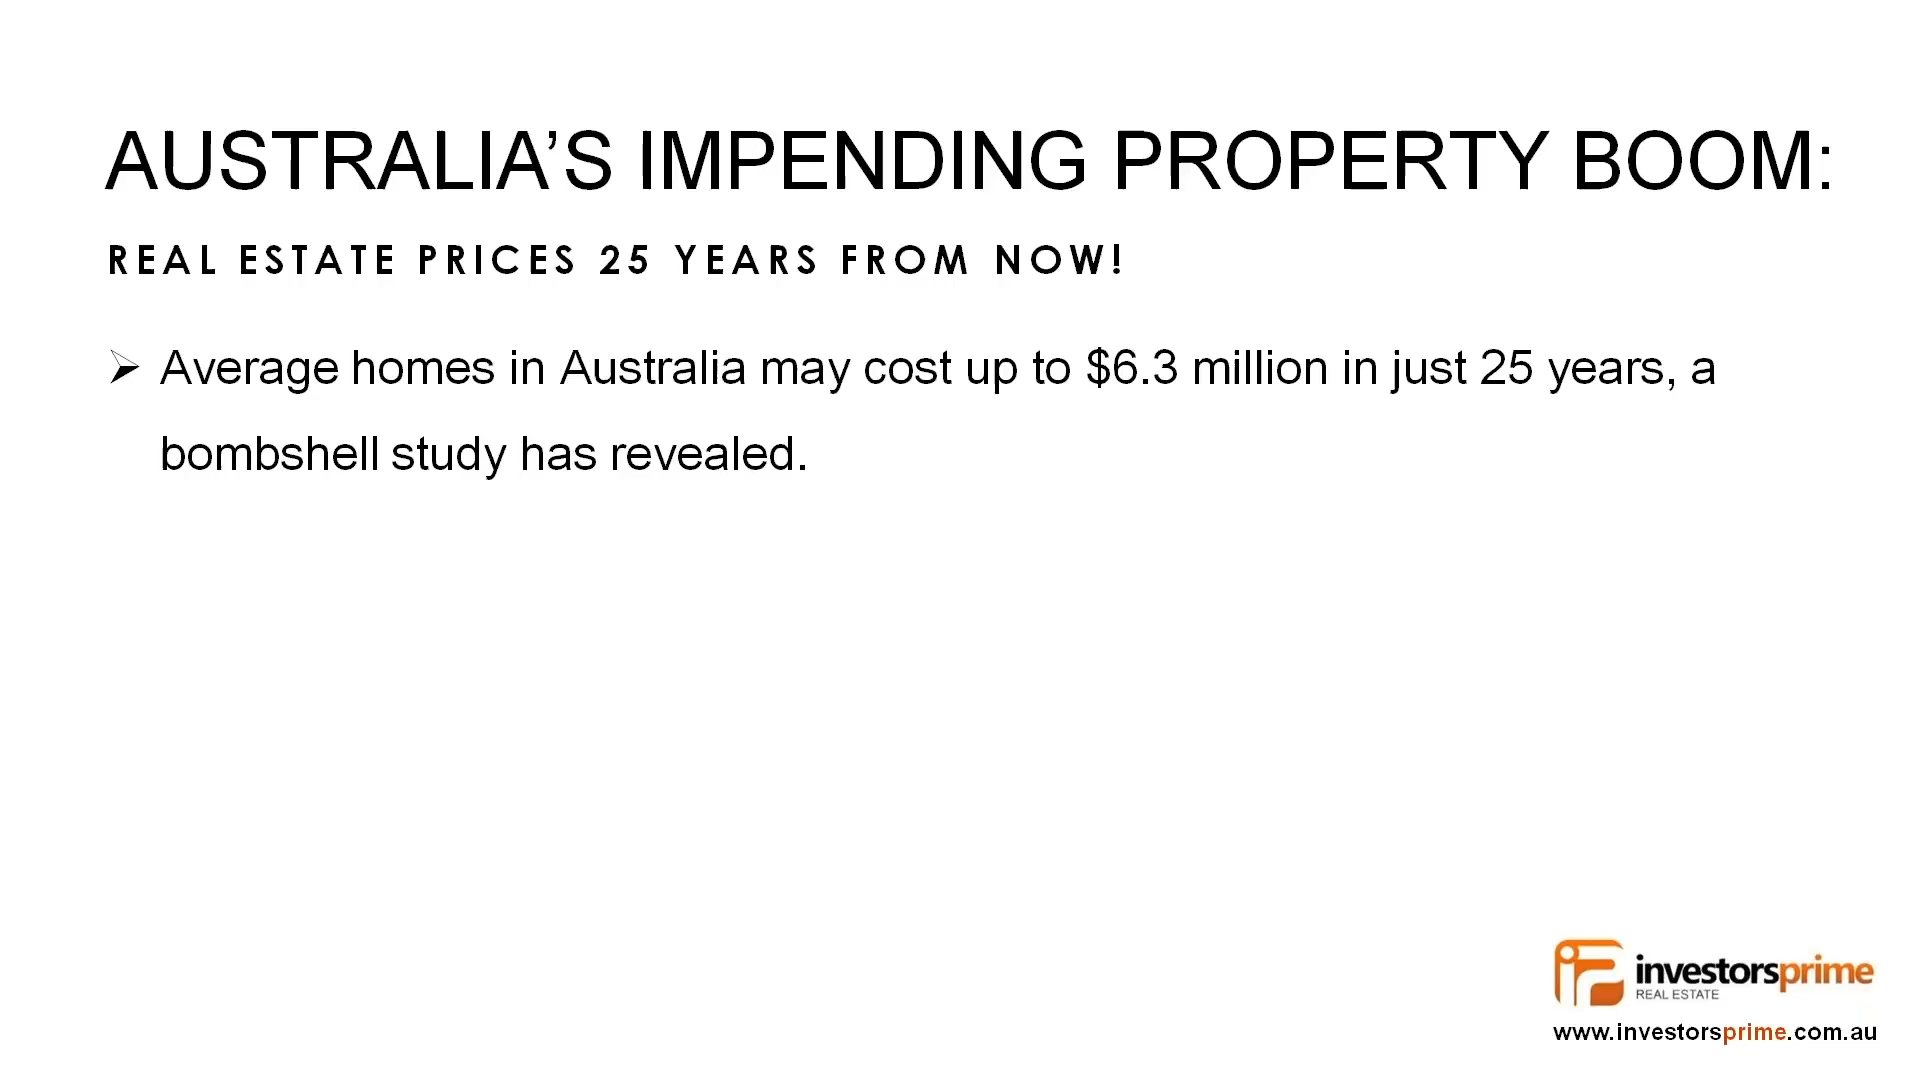 AUSTRALIA’S IMPENDING PROPERTY BOOM:
REAL ESTATE PRICES 25 YEARS FROM NOW!
➢ Average homes in Australia may cost up to $6.3 million in just 25 years, a
bombshell study has revealed.
investorsprime
REAL ESTATE
www.investorsprime.com.au